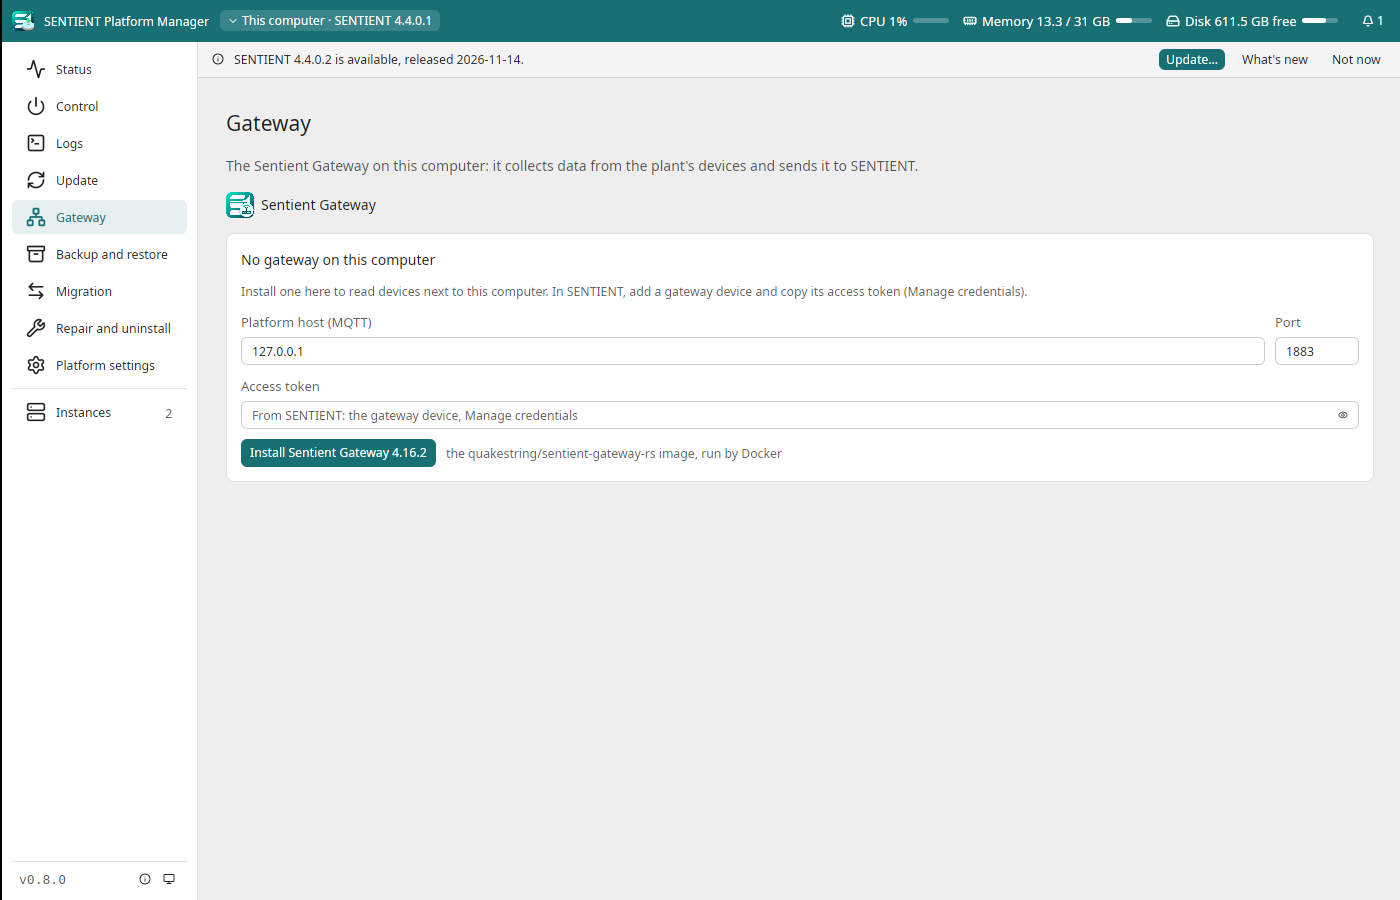 SENTIENT Platform Manager
This computer · SENTIENT 4.4.0.1
CPU 1%
Memory 13.3 / 31 GB
Disk 611.5 GB free
1
Status
Control
Logs
Update
Gateway
Backup and restore
Migration
Repair and uninstall
Platform settings
Instances 2
v0.8.0
SENTIENT 4.4.0.2 is available, released 2026-11-14.
Update...
What's new
Not now
Gateway
The Sentient Gateway on this computer: it collects data from the plant's devices and sends it to SENTIENT.
Sentient Gateway
No gateway on this computer
Install one here to read devices next to this computer. In SENTIENT, add a gateway device and copy its access token (Manage credentials).
Platform host (MQTT)
Port
127.0.0.1
1883
Access token
From SENTIENT: the gateway device, Manage credentials
Install Sentient Gateway 4.16.2
the quakestring/sentient-gateway-rs image, run by Docker